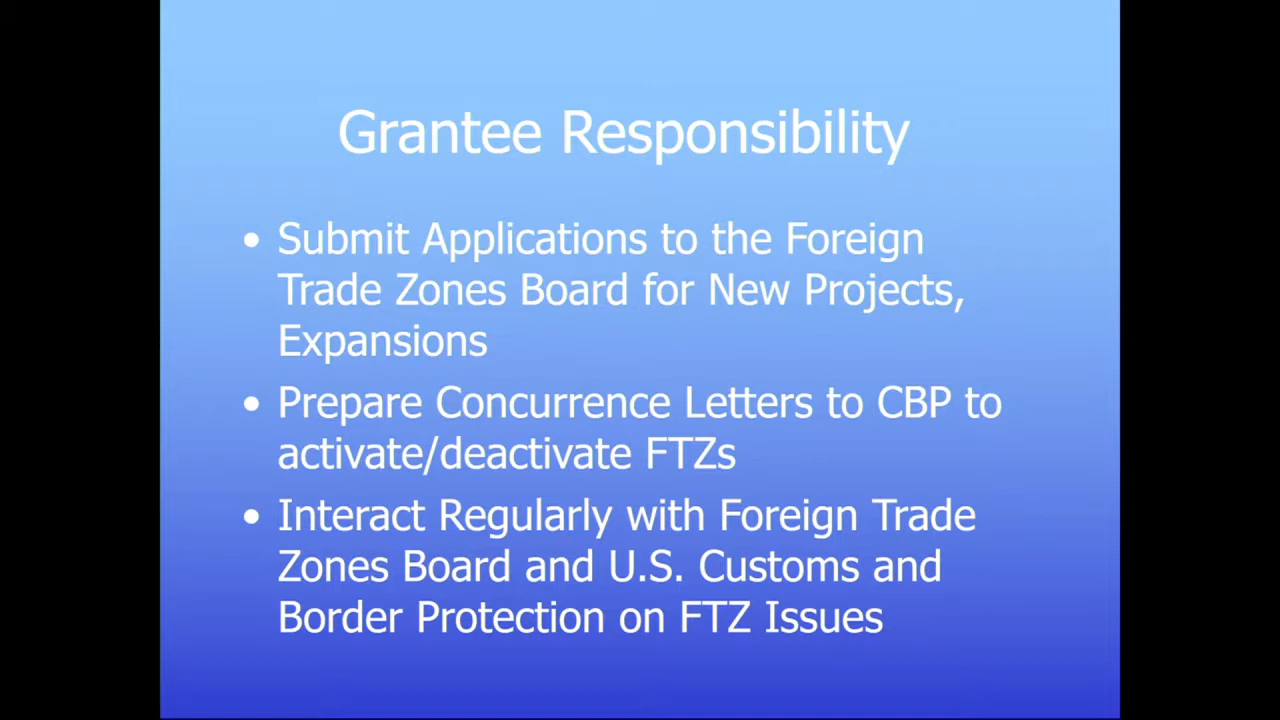 Grantee Responsibility
• Submit Applications to the Foreign
Trade Zones Board for New Projects,
Expansions
• Prepare Concurrence Letters to CBP to
activate/deactivate FTZs
• Interact Regularly with Foreign Trade
Zones Board and U.S. Customs and
Border Protection on FTZ Issues